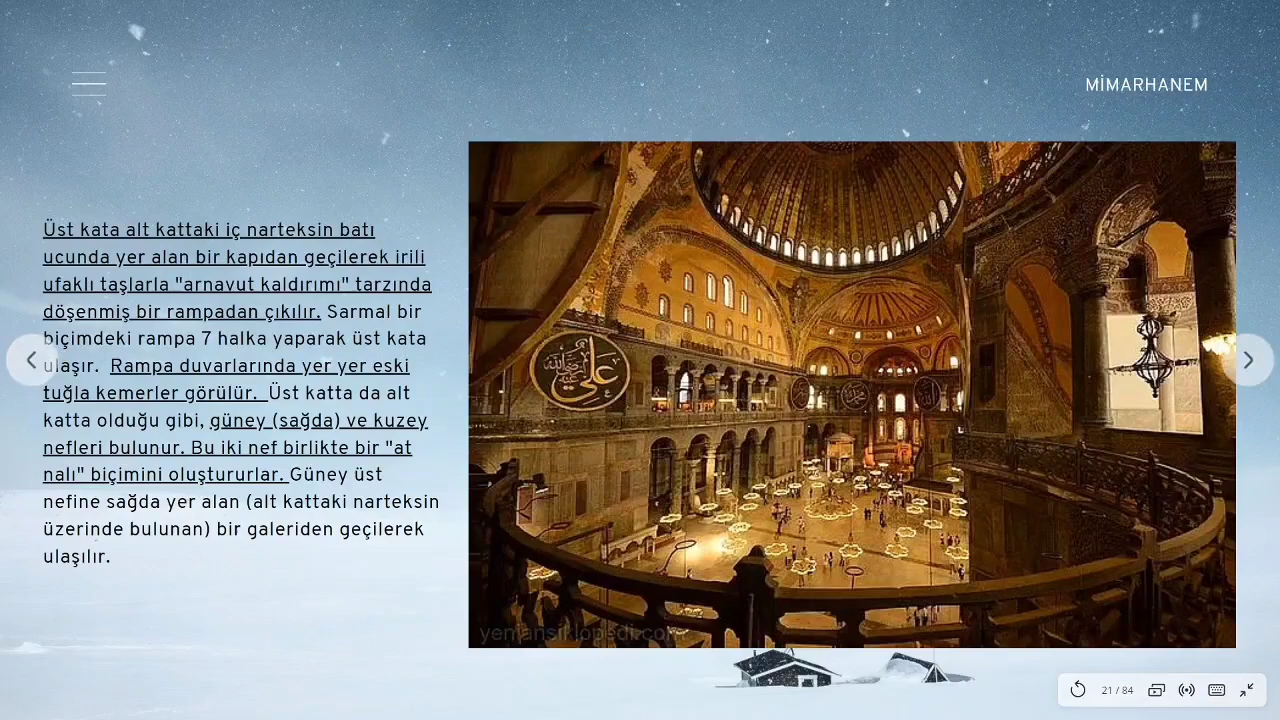 MİMARHANEM
Üst kata alt kattaki iç narteksin batı
ucunda yer alan bir kapıdan geçilerek irili
ufaklı taşlarla "arnavut kaldırımı" tarzında
döşenmiş bir rampadan çıkılır. Sarmal bir
biçimdeki rampa 7 halka yaparak üst kata
ulaşır. Rampa duvarlarında yer yer eski
tuğla kemerler görülür. Üst katta da alt
katta olduğu gibi, güney (sağda) ve kuzey
nefleri bulunur. Bu iki nef birlikte bir "at
nalı" biçimini oluştururlar. Güney üst
nefine sağda yer alan (alt kattaki narteksin
üzerinde bulunan) bir galeriden geçilerek
ulaşılır.
yemansiklopedi.com
21 / 84